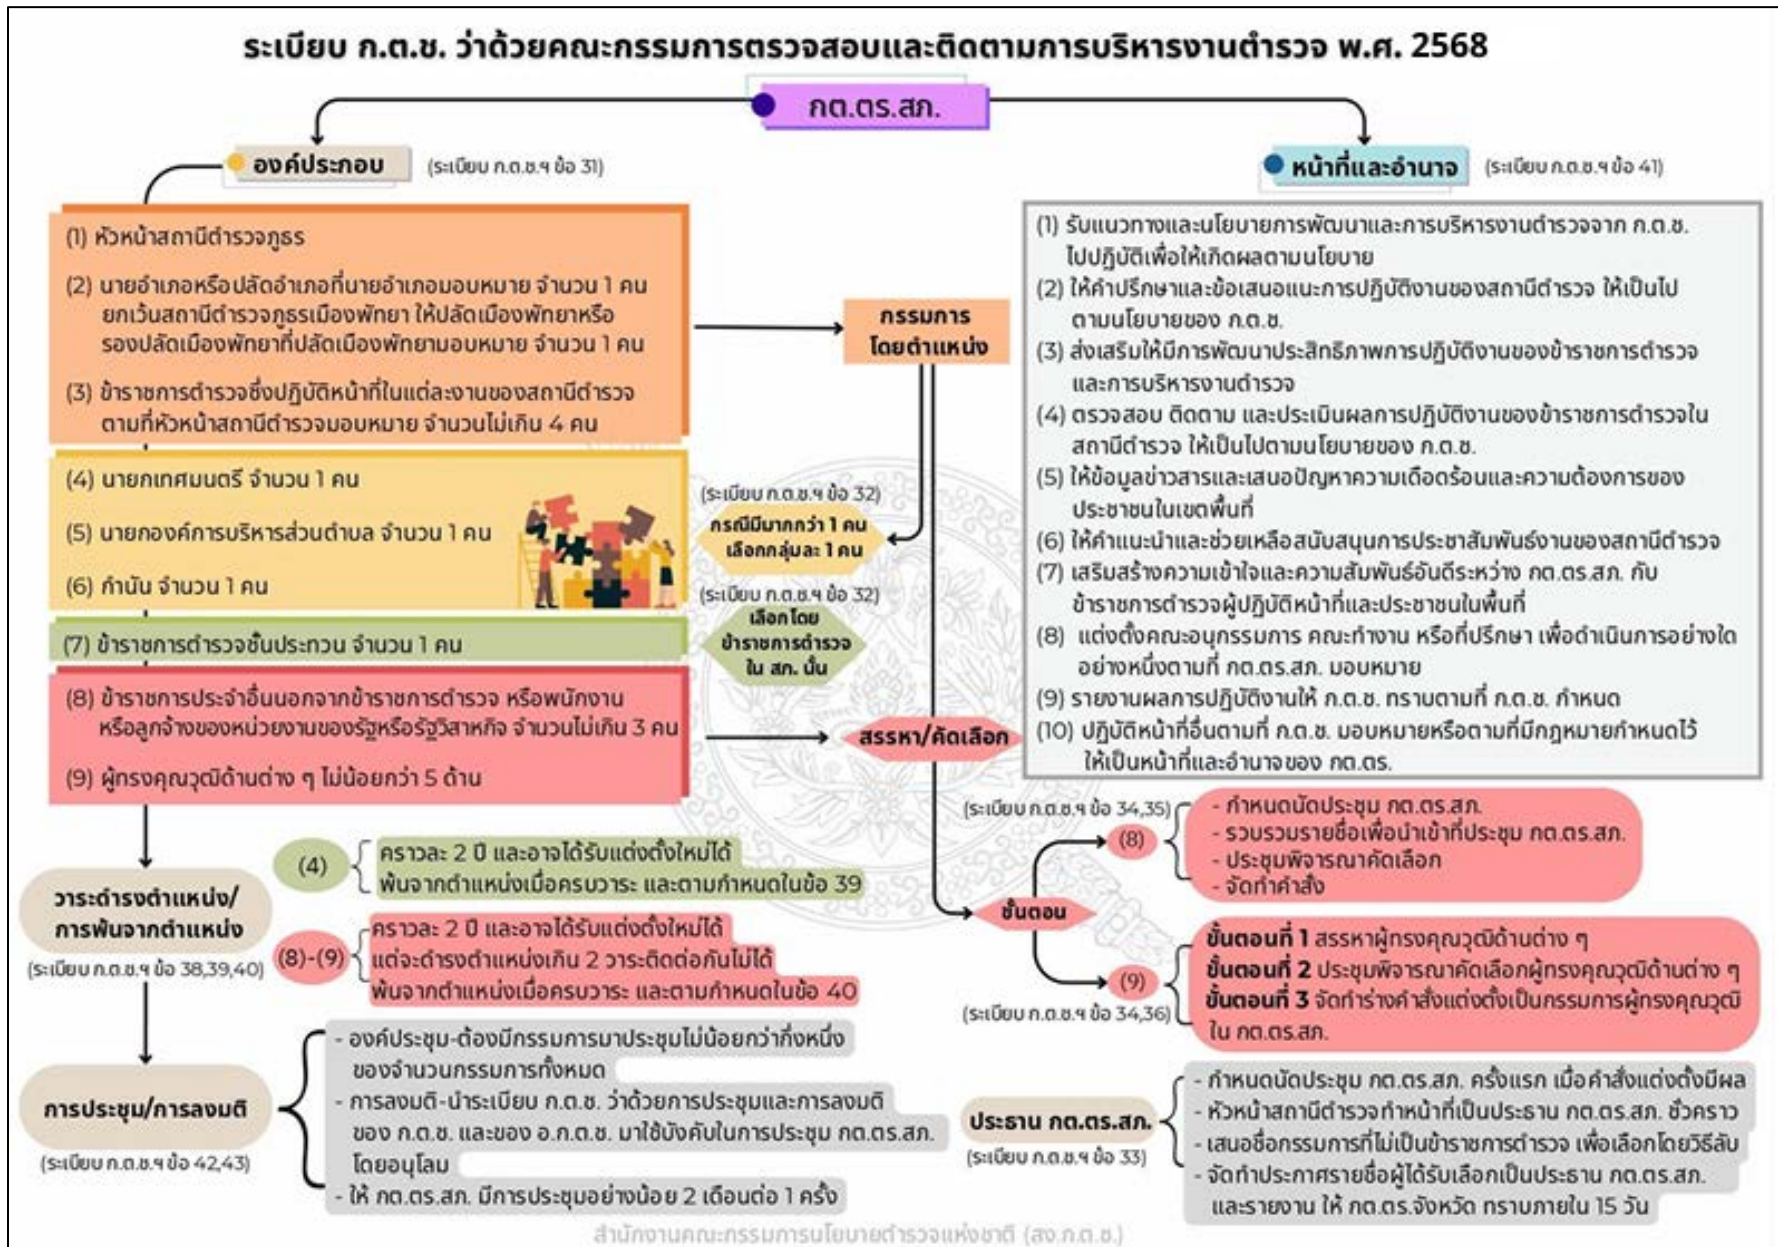 ระเบียบ ก.ต.ช. ว่าด้วยคณะกรรมการตรวจสอบและติดตามการบริหารงานตำรวจ พ.ศ. 2568
กต.ตร.สภ.
องค์ประกอบ
(ระเบียบ ก.ต.ช.ฯ ข้อ 31)
(1) หัวหน้าสถานีตำรวจภูธร
(2) นายอำเภอหรือปลัดอำเภอที่นายอำเภอมอบหมาย จำนวน 1 คน
ยกเว้นสถานีตำรวจภูธรเมืองพัทยา ให้ปลัดเมืองพัทยาหรือ
รองปลัดเมืองพัทยาที่ปลัดเมืองพัทยามอบหมาย จำนวน 1 คน
(3) ข้าราชการตำรวจซึ่งปฏิบัติหน้าที่ในแต่ละงานของสถานีตำรวจ
ตามที่หัวหน้าสถานีตำรวจมอบหมาย จำนวนไม่เกิน 4 คน
(4) นายกเทศมนตรี จำนวน 1 คน
(5) นายกองค์การบริหารส่วนตำบล จำนวน 1 คน
(6) กำนัน จำนวน 1 คน
(7) ข้าราชการตำรวจชั้นประทวน จำนวน 1 คน
(8) ข้าราชการประจำอื่นนอกจากข้าราชการตำรวจ หรือพนักงาน
หรือลูกจ้างของหน่วยงานของรัฐหรือรัฐวิสาหกิจ จำนวนไม่เกิน 3 คน
(9) ผู้ทรงคุณวุฒิด้านต่าง ๆ ไม่น้อยกว่า 5 ด้าน
กรรมการ
โดยตำแหน่ง
(ระเบียบ ก.ต.ช.ฯ ข้อ 32)
กรณีมีมากกว่า 1 คน
เลือกกลุ่มละ 1 คน
(ระเบียบ ก.ต.ช.ฯ ข้อ 32)
เลือกโดย
ข้าราชการตำรวจ
ใน สภ. นั้น
สรรหา/คัดเลือก
หน้าที่และอำนาจ
(ระเบียบ ก.ต.ช.ฯ ข้อ 41)
(1) รับแนวทางและนโยบายการพัฒนาและการบริหารงานตำรวจจาก ก.ต.ช.
ไปปฏิบัติเพื่อให้เกิดผลตามนโยบาย
(2) ให้คำปรึกษาและข้อเสนอแนะการปฏิบัติงานของสถานีตำรวจ ให้เป็นไป
ตามนโยบายของ ก.ต.ช.
(3) ส่งเสริมให้มีการพัฒนาประสิทธิภาพการปฏิบัติงานของข้าราชการตำรวจ
และการบริหารงานตำรวจ
(4) ตรวจสอบ ติดตาม และประเมินผลการปฏิบัติงานของข้าราชการตำรวจใน
สถานีตำรวจ ให้เป็นไปตามนโยบายของ ก.ต.ช.
(5) ให้ข้อมูลข่าวสารและเสนอปัญหาความเดือดร้อนและความต้องการของ
ประชาชนในเขตพื้นที่
(6) ให้คำแนะนำและช่วยเหลือสนับสนุนการประชาสัมพันธ์งานของสถานีตำรวจ
(7) เสริมสร้างความเข้าใจและความสัมพันธ์อันดีระหว่าง กต.ตร.สภ. กับ
ข้าราชการตำรวจผู้ปฏิบัติหน้าที่และประชาชนในพื้นที่
(8) แต่งตั้งคณะอนุกรรมการ คณะทำงาน หรือที่ปรึกษา เพื่อดำเนินการอย่างใด
อย่างหนึ่งตามที่ กต.ตร.สภ. มอบหมาย
(9) รายงานผลการปฏิบัติงานให้ ก.ต.ช. ทราบตามที่ ก.ต.ช. กำหนด
(10) ปฏิบัติหน้าที่อื่นตามที่ ก.ต.ช. มอบหมายหรือตามที่มีกฎหมายกำหนดไว้
ให้เป็นหน้าที่และอำนาจของ กต.ตร.
วาระดำรงตำแหน่ง/
การพ้นจากตำแหน่ง
(ระเบียบ ก.ต.ช.ฯ ข้อ 38,39,40)
(4)
คราวละ 2 ปี และอาจได้รับแต่งตั้งใหม่ได้
พ้นจากตำแหน่งเมื่อครบวาระ และตามกำหนดในข้อ 39
(8)-(9)
คราวละ 2 ปี และอาจได้รับแต่งตั้งใหม่ได้
แต่จะดำรงตำแหน่งเกิน 2 วาระติดต่อกันไม่ได้
พ้นจากตำแหน่งเมื่อครบวาระ และตามกำหนดในข้อ 40
ขั้นตอน
(ระเบียบ ก.ต.ช.ฯ ข้อ 34,35)
(8)
- กำหนดนัดประชุม กต.ตร.สภ.
- รวบรวมรายชื่อเพื่อนำเข้าที่ประชุม กต.ตร.สภ.
- ประชุมพิจารณาคัดเลือก
- จัดทำคำสั่ง
(9)
(ระเบียบ ก.ต.ช.ฯ ข้อ 34,36)
ขั้นตอนที่ 1 สรรหาผู้ทรงคุณวุฒิด้านต่าง ๆ
ขั้นตอนที่ 2 ประชุมพิจารณาคัดเลือกผู้ทรงคุณวุฒิด้านต่าง ๆ
ขั้นตอนที่ 3 จัดทำร่างคำสั่งแต่งตั้งเป็นกรรมการผู้ทรงคุณวุฒิ
ใน กต.ตร.สภ.
การประชุม/การลงมติ
(ระเบียบ ก.ต.ช.ฯ ข้อ 42,43)
- องค์ประชุม-ต้องมีกรรมการมาประชุมไม่น้อยกว่ากึ่งหนึ่ง
ของจำนวนกรรมการทั้งหมด
- การลงมติ-นำระเบียบ ก.ต.ช. ว่าด้วยการประชุมและการลงมติ
ของ ก.ต.ช. และของ อ.ก.ต.ช. มาใช้บังคับในการประชุม กต.ตร.สภ.
โดยอนุโลม
- ให้ กต.ตร.สภ. มีการประชุมอย่างน้อย 2 เดือนต่อ 1 ครั้ง
ประธาน กต.ตร.สภ.
(ระเบียบ ก.ต.ช.ฯ ข้อ 33)
- กำหนดนัดประชุม กต.ตร.สภ. ครั้งแรก เมื่อคำสั่งแต่งตั้งมีผล
- หัวหน้าสถานีตำรวจทำหน้าที่เป็นประธาน กต.ตร.สภ. ชั่วคราว
- เสนอชื่อกรรมการที่ไม่เป็นข้าราชการตำรวจ เพื่อเลือกโดยวิธีลับ
- จัดทำประกาศรายชื่อผู้ได้รับเลือกเป็นประธาน กต.ตร.สภ.
และรายงาน ให้ กต.ตร.จังหวัด ทราบภายใน 15 วัน
สำนักงานคณะกรรมการนโยบายตำรวจแห่งชาติ (สง.ก.ต.ช.)